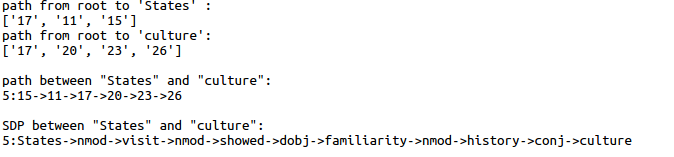 path from root to 'States' :
['17', '11', '15']
path from root to 'culture':
['17', '20', '23', '26']
path between "States" and "culture":
5:15->11->17->20->23->26
SDP between "States" and "culture":
5:States->nmod->visit->nmod->showed->dobj->familiarity->nmod->history->conj->culture